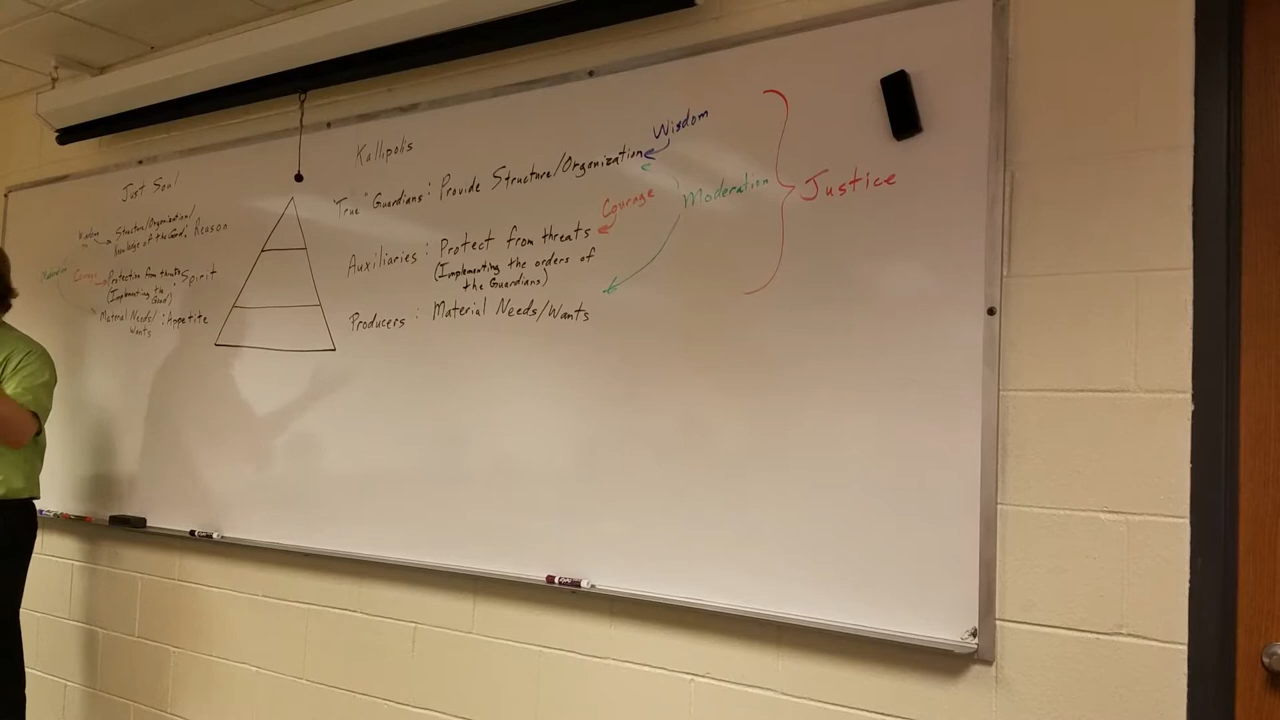 Just Soul
Wisdom
Structure/Organization/
Knowledge of the Good: Reason
Moderation
Courage
Protection from threats: Spirit
(Implementing the Good)
Material Needs/
Wants : Appetite
Kallipolis
"True" Guardians: Provide Structure/Organization
Wisdom
Auxiliaries: Protect from threats
(Implementing the orders of
the Guardians)
Courage
Producers: Material Needs/Wants
Moderation
Justice